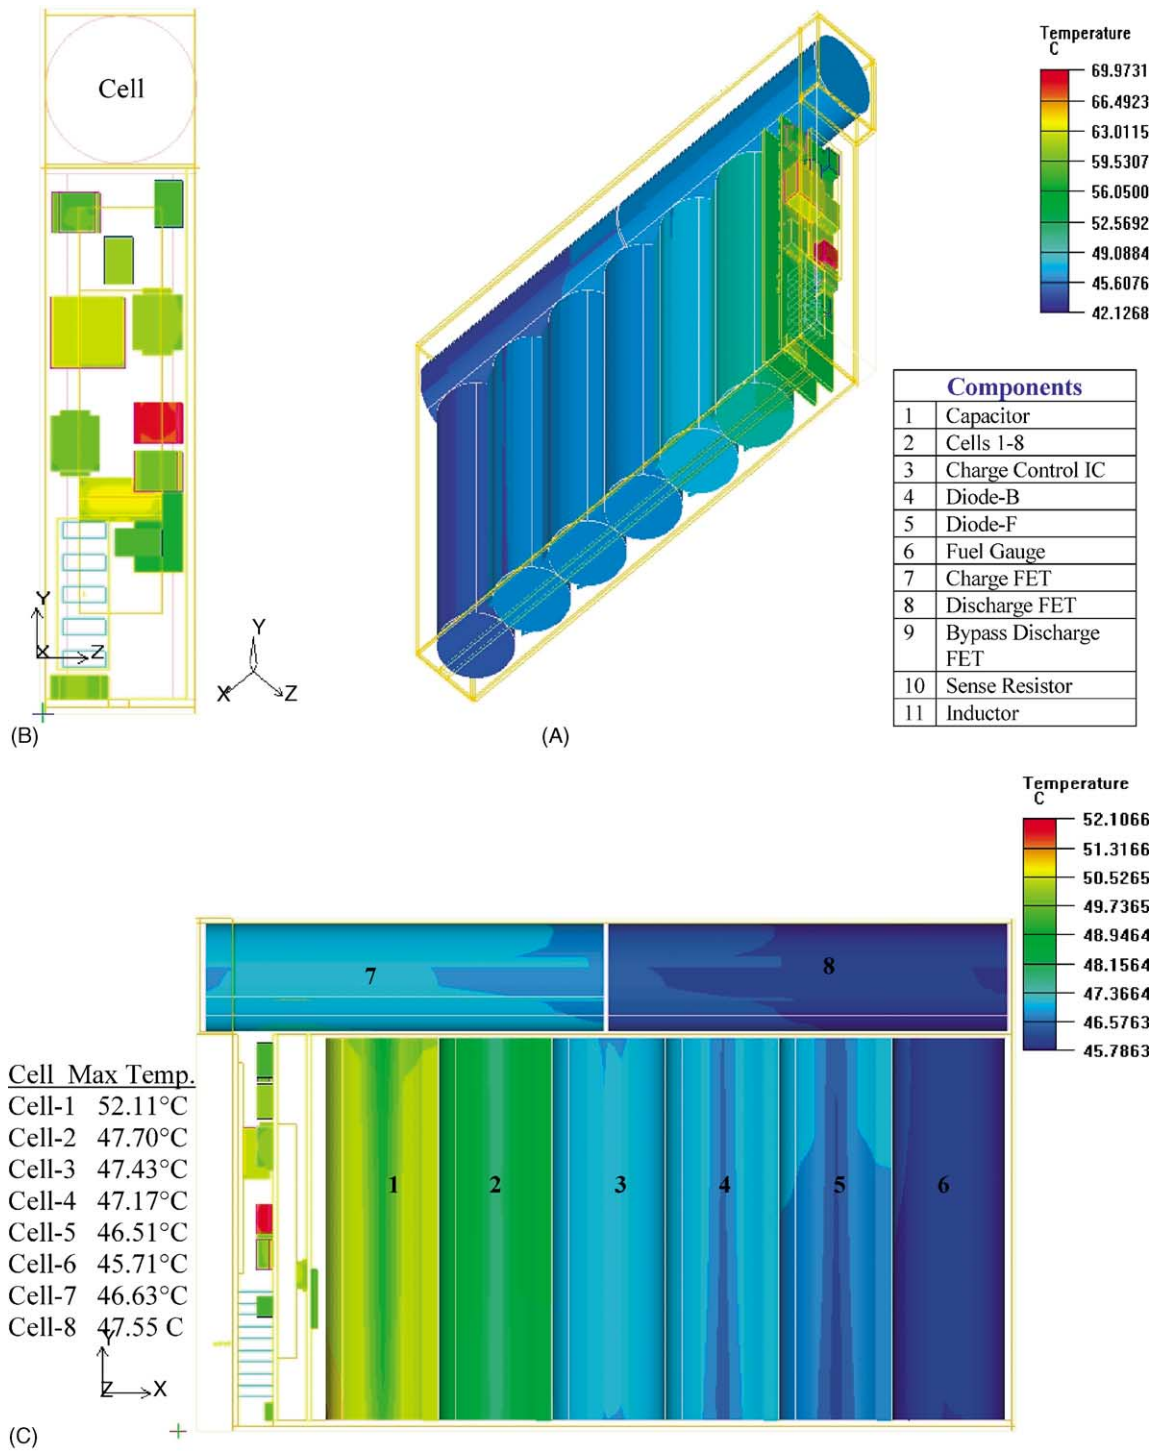 Cell
Y
X
Z
(B)
Y
X
Z
(A)
Temperature
C
69.9731
66.4923
63.0115
59.5307
56.0500
52.5692
49.0884
45.6076
42.1268
Components
1 Capacitor
2 Cells 1-8
3 Charge Control IC
4 Diode-B
5 Diode-F
6 Fuel Gauge
7 Charge FET
8 Discharge FET
9 Bypass Discharge
FET
10 Sense Resistor
11 Inductor
Temperature
C
52.1066
51.3166
50.5265
49.7365
48.9464
48.1564
47.3664
46.5763
45.7863
7
8
1
2
3
4
5
6
Cell Max Temp.
Cell-1 52.11°C
Cell-2 47.70°C
Cell-3 47.43°C
Cell-4 47.17°C
Cell-5 46.51°C
Cell-6 45.71°C
Cell-7 46.63°C
Cell-8 47.55 C
Y
Z
X
(C)